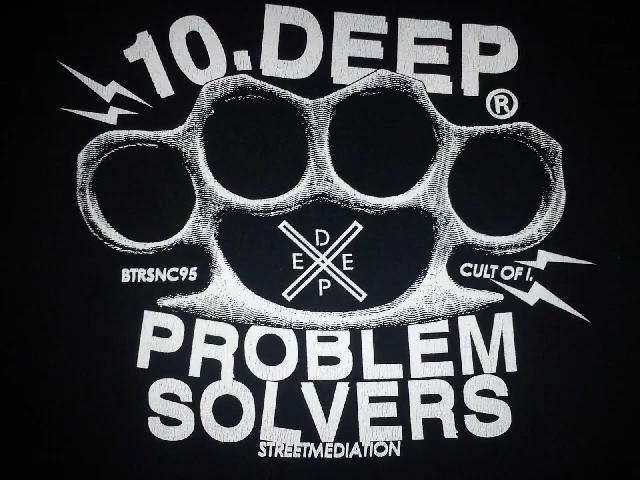 10.DEEP®
D
E E
P
BTRSNC95
CULT OF I.
PROBLEM
SOLVERS
STREETMEDIATION